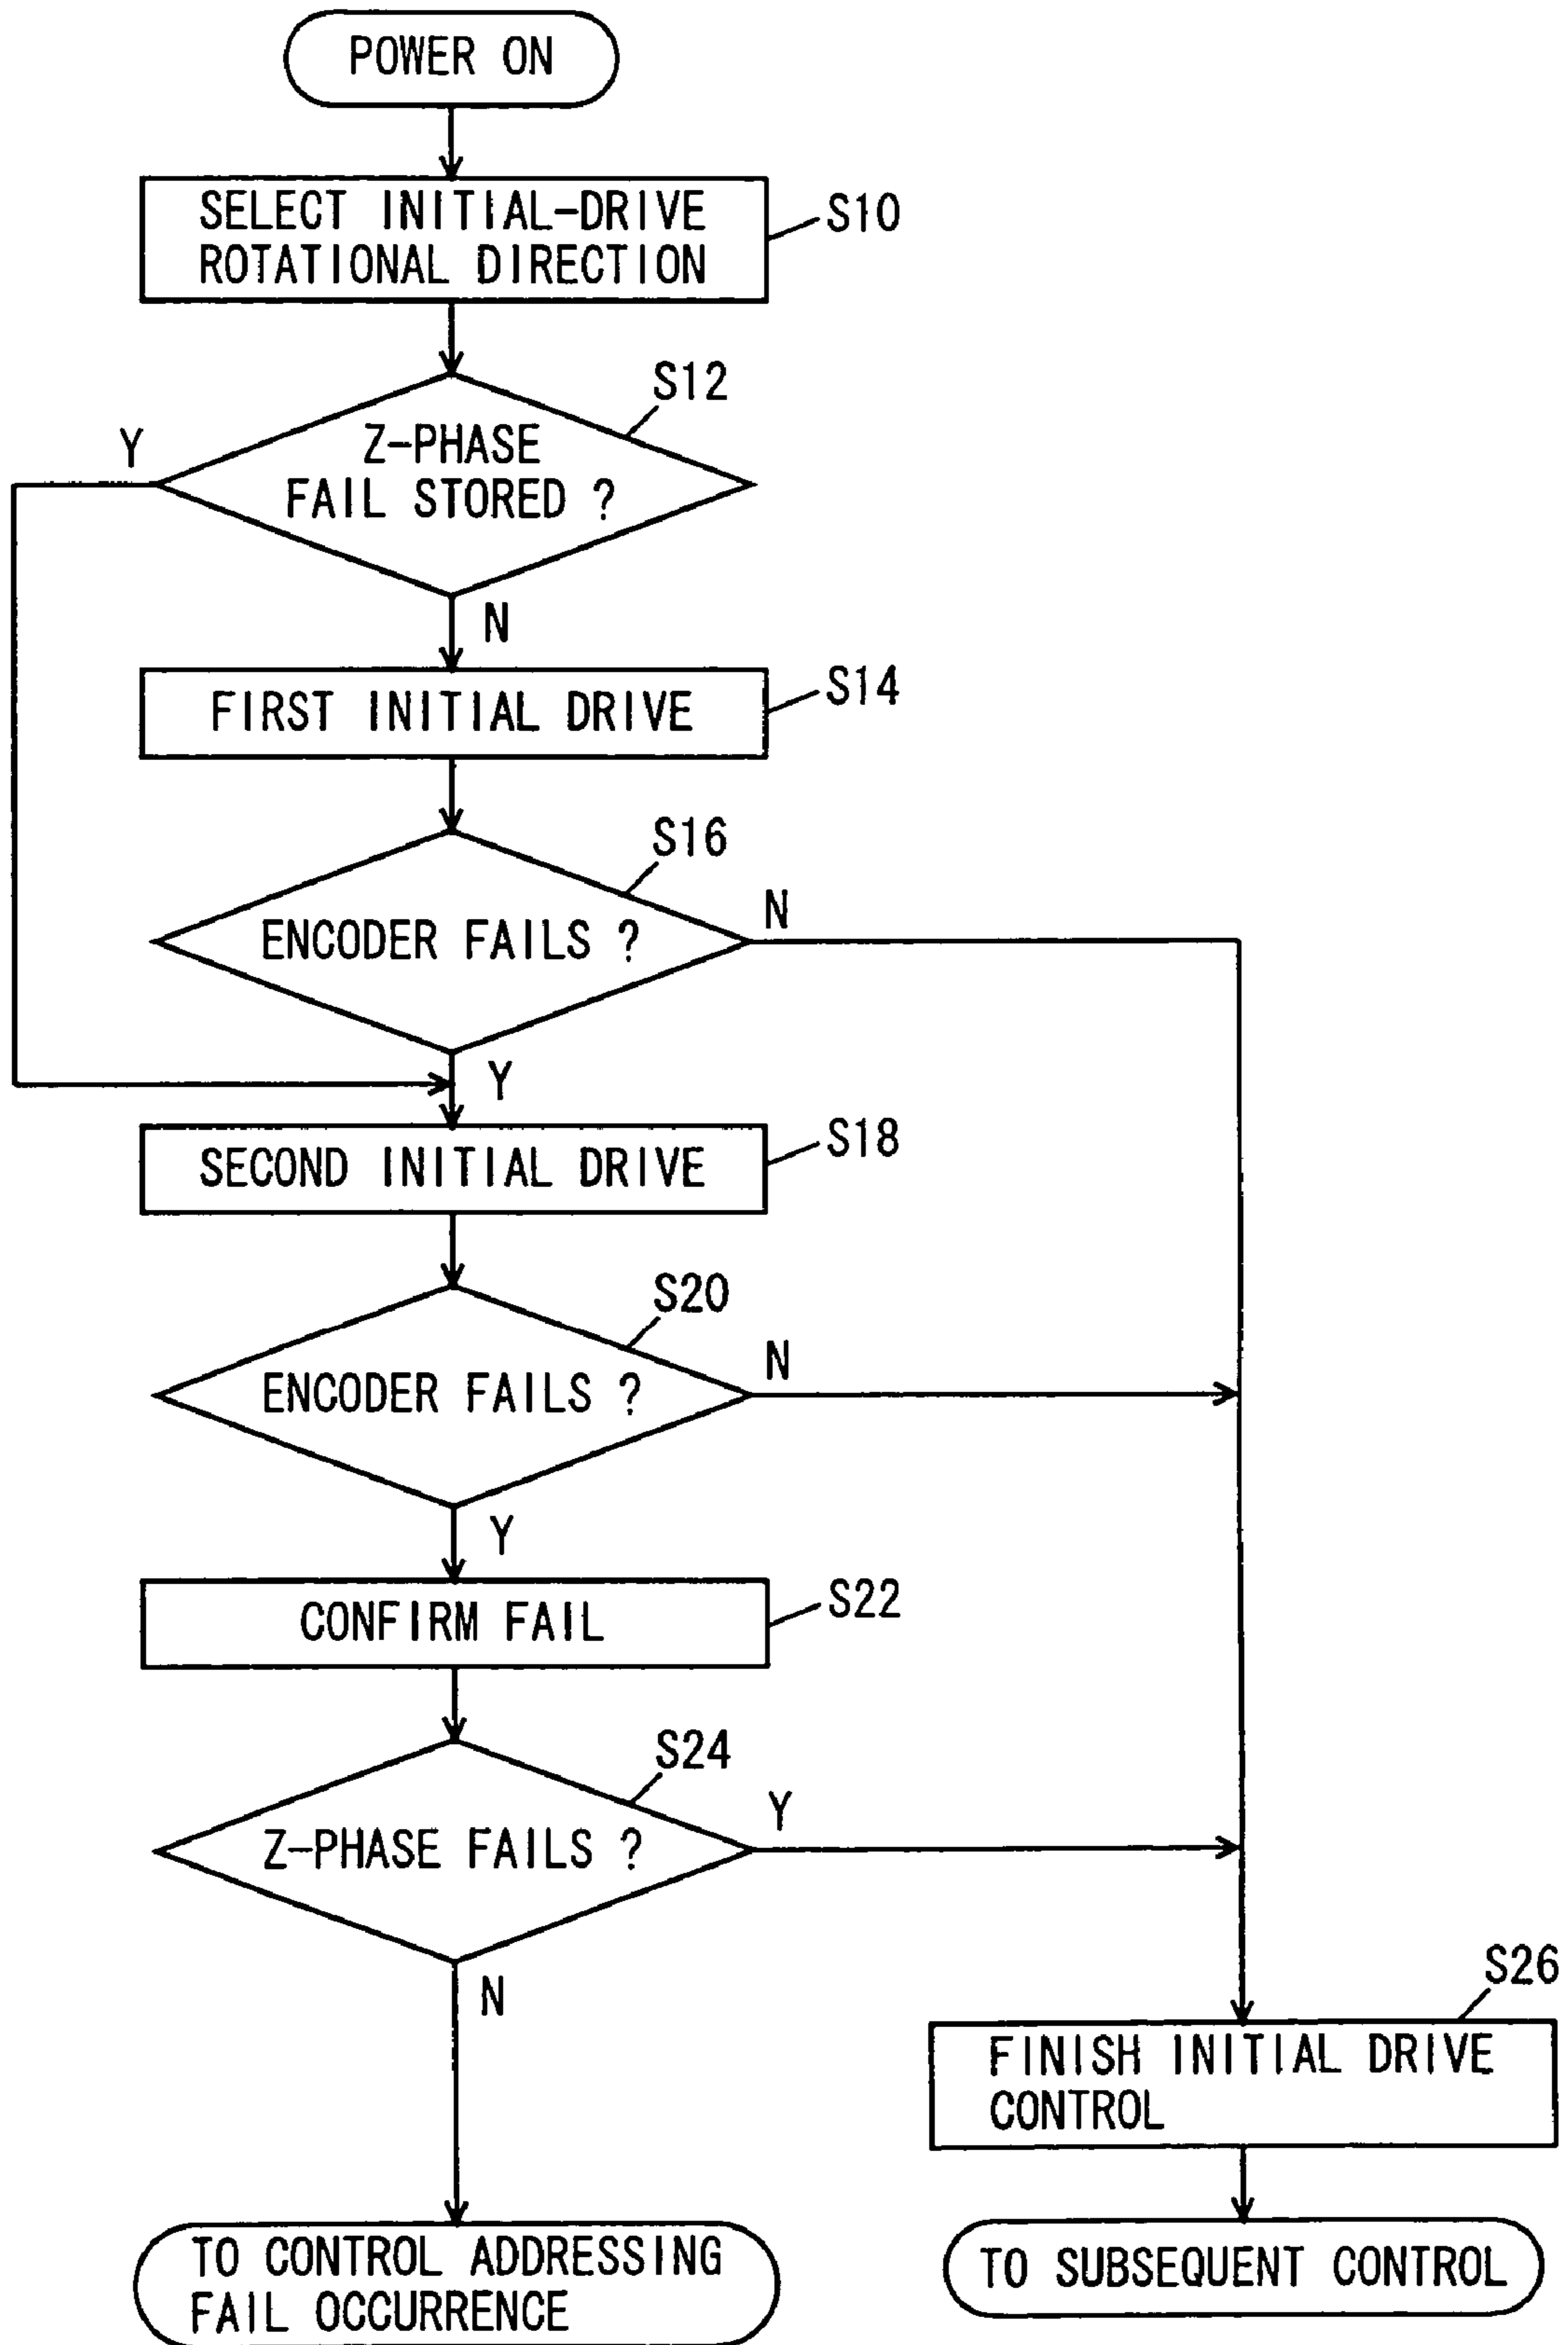 POWER ON
SELECT INITIAL-DRIVE
ROTATIONAL DIRECTION
S10
S12
Z-PHASE
FAIL STORED ?
Y
N
FIRST INITIAL DRIVE
S14
S16
ENCODER FAILS ?
N
Y
SECOND INITIAL DRIVE
S18
S20
ENCODER FAILS ?
N
Y
CONFIRM FAIL
S22
S24
Z-PHASE FAILS ?
Y
N
S26
FINISH INITIAL DRIVE
CONTROL
TO CONTROL ADDRESSING
FAIL OCCURRENCE
TO SUBSEQUENT CONTROL